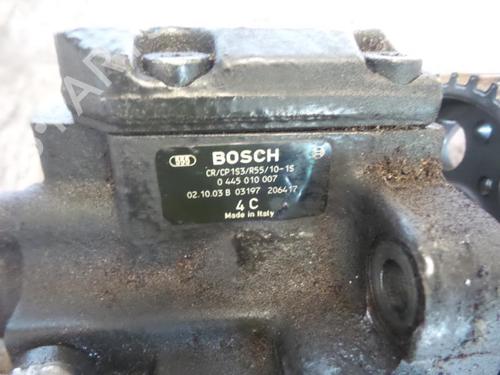 555 BOSCH
CR/CP1S3/R55/10-1S
0 445 010 007
02.10.03 B 03197 206417
4 C
Made in Italy